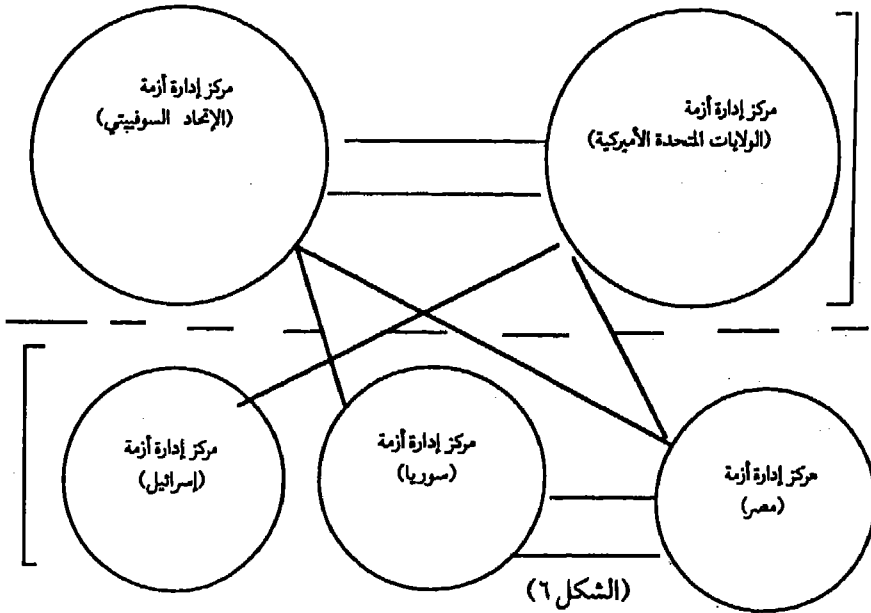 مركز إدارة أزمة
(الولايات المتحدة الأميركية)
مركز إدارة أزمة
(الإتحاد السوفييتي)
مركز إدارة أزمة
(مصر)
مركز إدارة أزمة
(سوريا)
مركز إدارة أزمة
(إسرائيل)
(الشكل ٦)